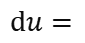 du =